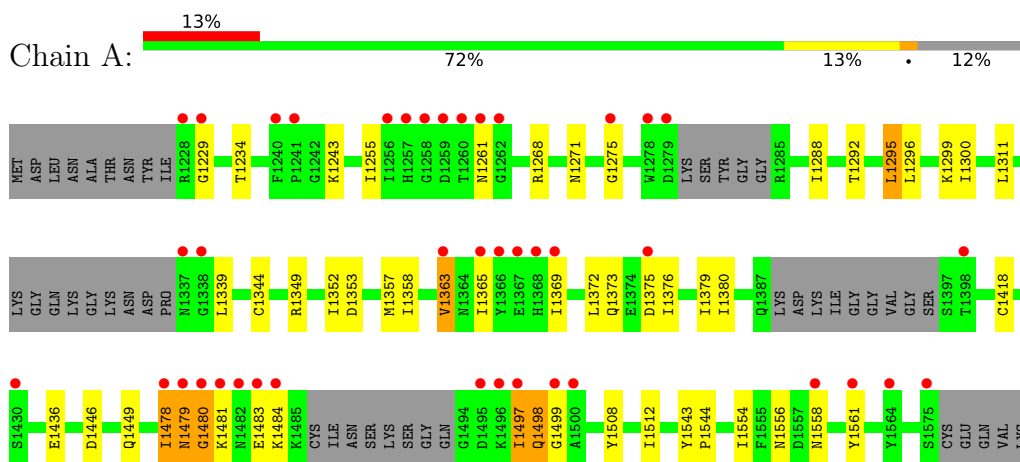 13%
Chain A:
72% 13% • 12%
MET ASP LEU ASN ALA THR ASN TYR ILE R1228 G1229 T1234 F1240 P1241 G1242 K1243 I1255 I1256 H1257 G1258 D1259 T1260 N1261 G1262 R1268 N1271 G1275 W1278 D1279 LYS SER TYR GLY GLY R1285 I1288 T1292 L1295 L1296 K1299 I1300 L1311
LYS GLY GLN LYS GLY LYS ASN ASP PRO N1337 G1338 L1339 C1344 R1349 I1352 D1353 M1357 I1358 V1363 N1364 I1365 Y1366 E1367 H1368 I1369 L1372 Q1373 E1374 D1375 I1376 I1379 I1380 Q1387 LYS ASP LYS ILE GLY GLY VAL GLY SER S1397 T1398 C1418
S1430 E1436 D1446 Q1449 I1478 N1479 G1480 K1481 N1482 E1483 K1484 K1485 CYS ILE ASN SER LYS SER GLY GLN G1494 D1495 K1496 I1497 Q1498 G1499 A1500 Y1508 I1512 Y1543 P1544 I1554 F1555 N1556 D1557 N1558 Y1561 Y1564 S1575 CYS GLU GLN VAL